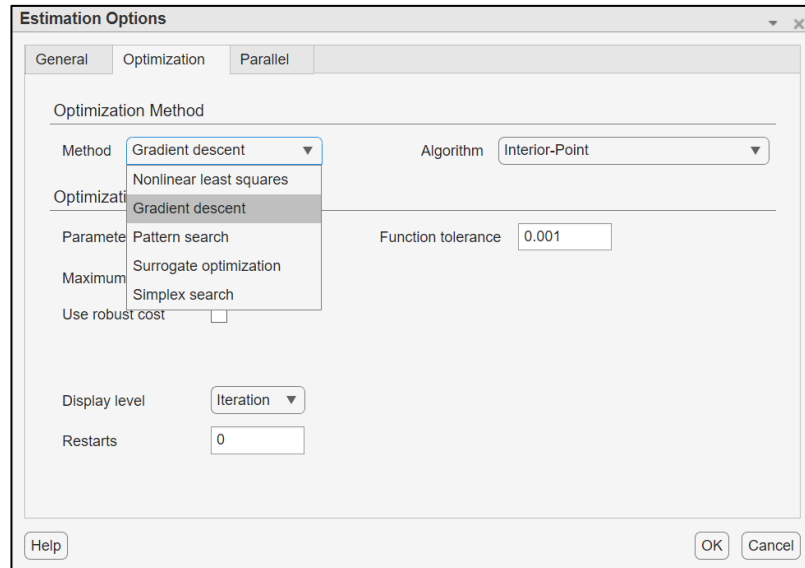 Estimation Options
General Optimization Parallel
Optimization Method
Method Gradient descent Algorithm Interior-Point
Nonlinear least squares
Optimizati
Gradient descent
Paramete Pattern search Function tolerance 0.001
Surrogate optimization
Maximum
Simplex search
Use robust cost
Display level Iteration
Restarts 0
Help OK Cancel